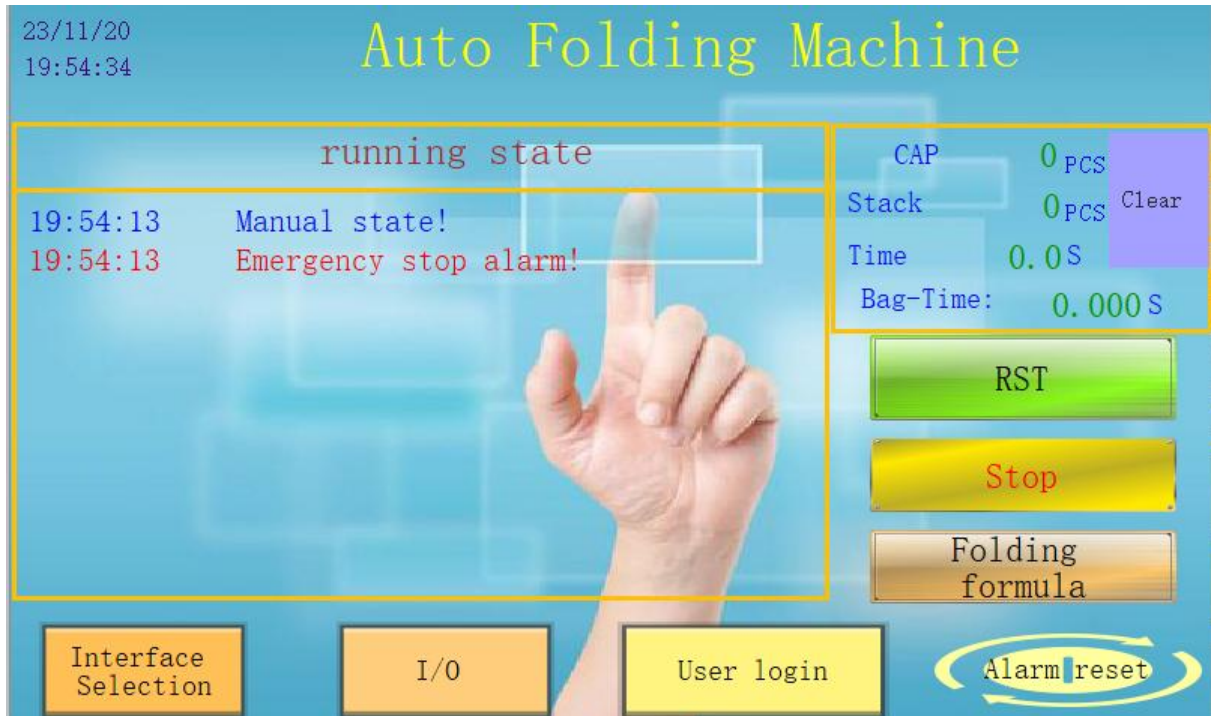 23/11/20
19:54:34
Auto Folding Machine
running state
19:54:13 Manual state!
19:54:13 Emergency stop alarm!
CAP 0 PCS
Stack 0 PCS
Clear
Time 0.0 S
Bag-Time: 0.000 S
RST
Stop
Folding
formula
Interface
Selection
I/O
User login
Alarm reset